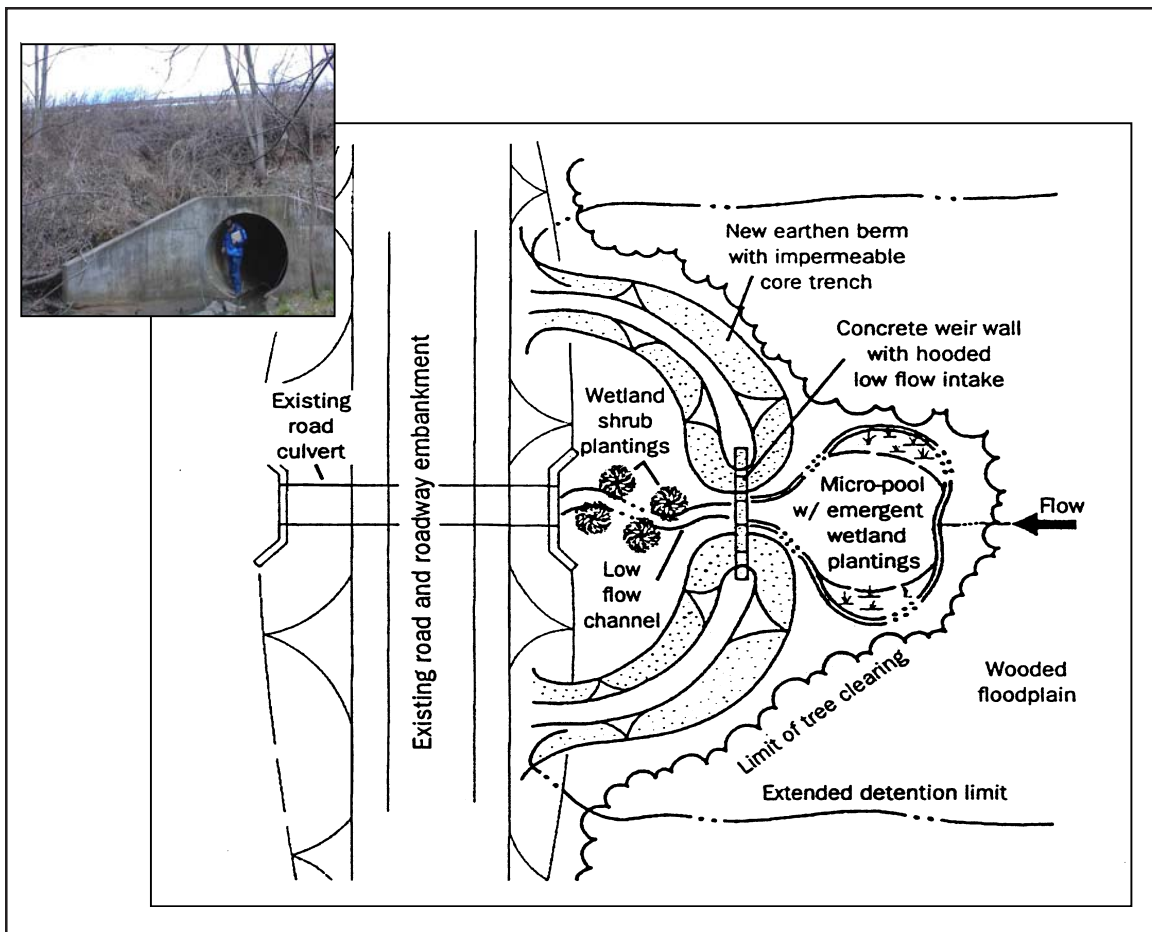 New earthen berm
with impermeable
core trench
Concrete weir wall
with hooded
low flow intake
Existing
road
culvert
Existing road and roadway embankment
Wetland
shrub
plantings
Micro-pool
w/ emergent
wetland
plantings
Flow
Low
flow
channel
Wooded
floodplain
Limit of tree clearing
Extended detention limit